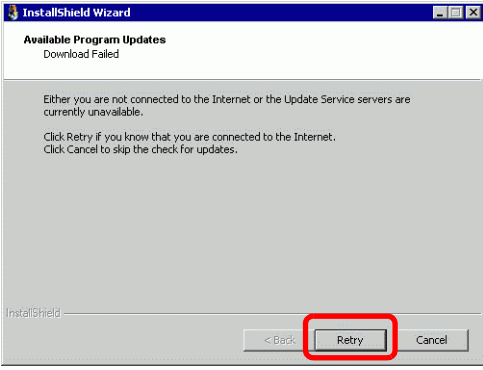 InstallShield Wizard
Available Program Updates
Download Failed
Either you are not connected to the Internet or the Update Service servers are
currently unavailable.
Click Retry if you know that you are connected to the Internet.
Click Cancel to skip the check for updates.
InstallShield
< Back Retry Cancel